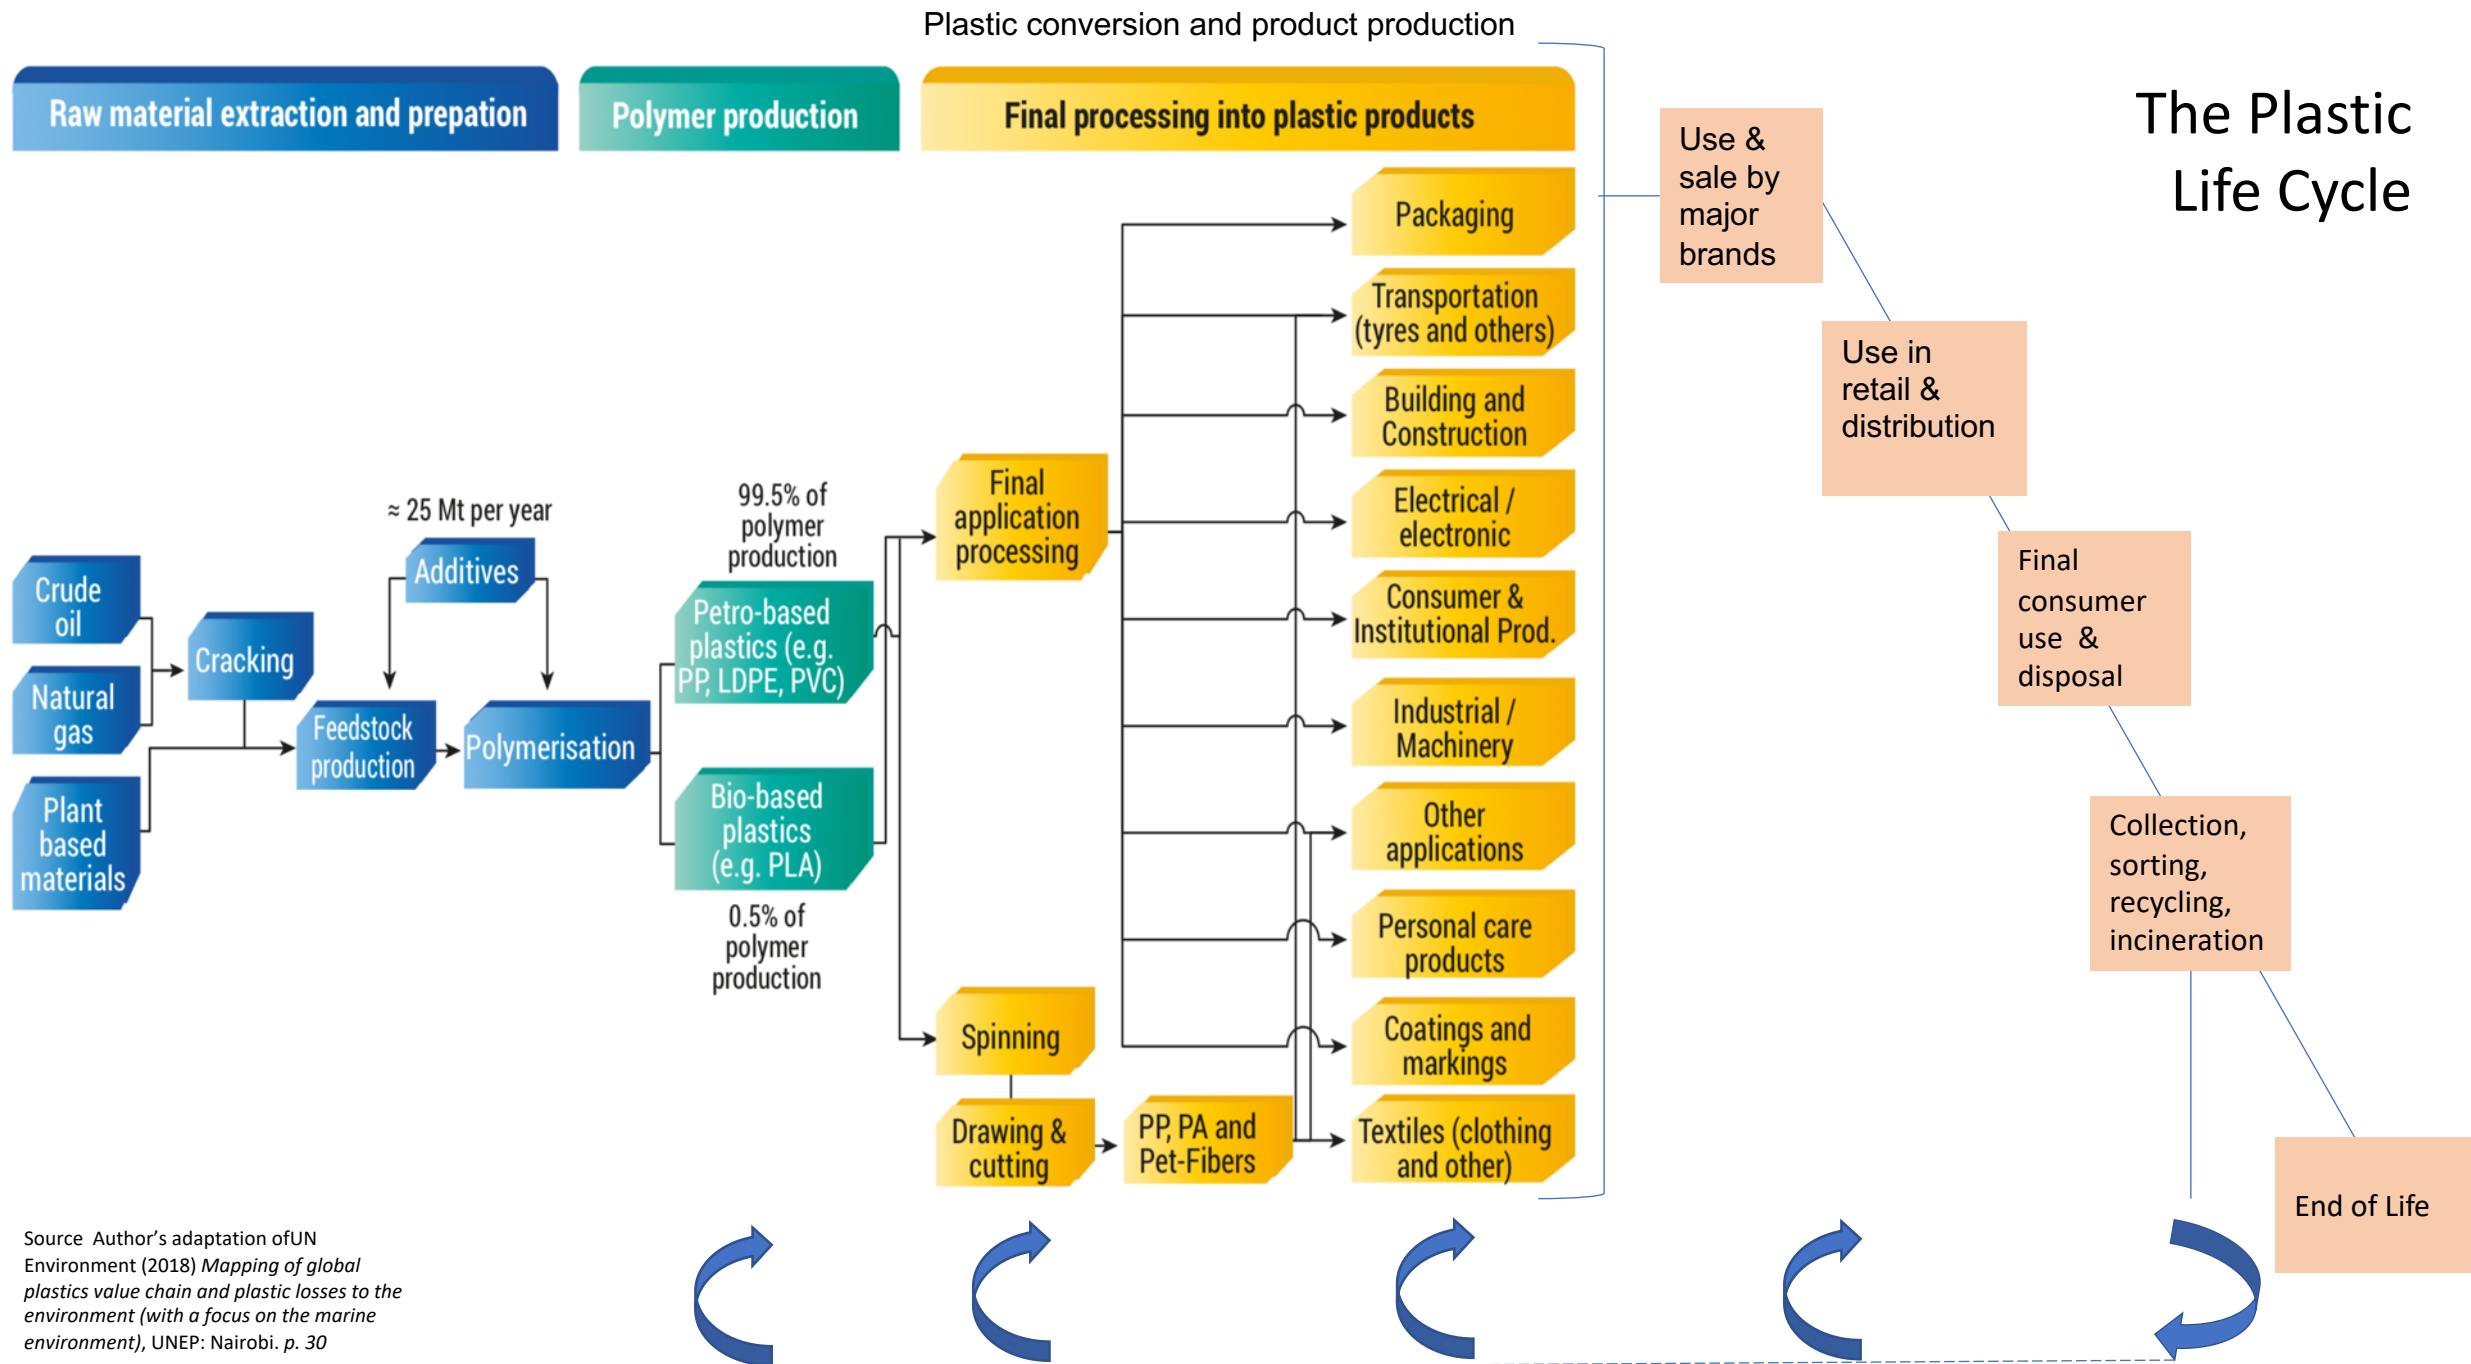 Plastic conversion and product production
Raw material extraction and prepation
Polymer production
Final processing into plastic products
The Plastic
Life Cycle
Crude
oil
Natural
gas
Plant
based
materials
Cracking
≈ 25 Mt per year
Additives
Feedstock
production
Polymerisation
99.5% of
polymer
production
Petro-based
plastics (e.g.
PP, LDPE, PVC)
Bio-based
plastics
(e.g. PLA)
0.5% of
polymer
production
Final
application
processing
Spinning
Drawing &
cutting
PP, PA and
Pet-Fibers
Packaging
Transportation
(tyres and others)
Building and
Construction
Electrical /
electronic
Consumer &
Institutional Prod.
Industrial /
Machinery
Other
applications
Personal care
products
Coatings and
markings
Textiles (clothing
and other)
Use &
sale by
major
brands
Use in
retail &
distribution
Final
consumer
use &
disposal
Collection,
sorting,
recycling,
incineration
End of Life
Source Author's adaptation ofUN
Environment (2018) Mapping of global
plastics value chain and plastic losses to the
environment (with a focus on the marine
environment), UNEP: Nairobi. p. 30